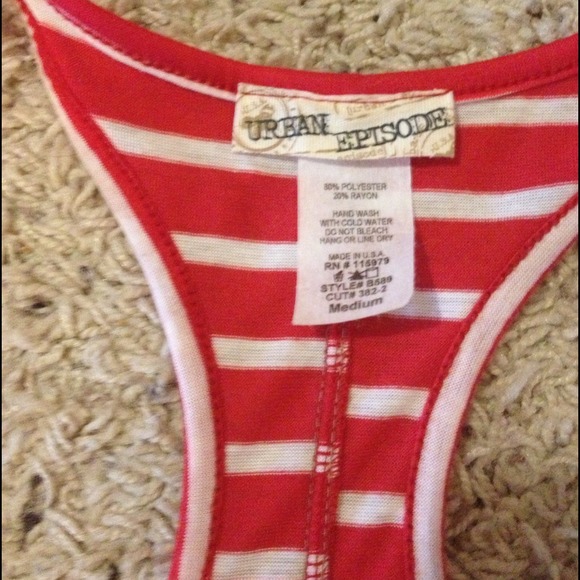 URBAN EPISODE
80% POLYESTER
20% RAYON
HAND WASH
WITH COLD WATER
DO NOT BLEACH
HANG OR LINE DRY
MADE IN U.S.A.
RN # 115979
STYLE# B589
CUT# 382-2
Medium